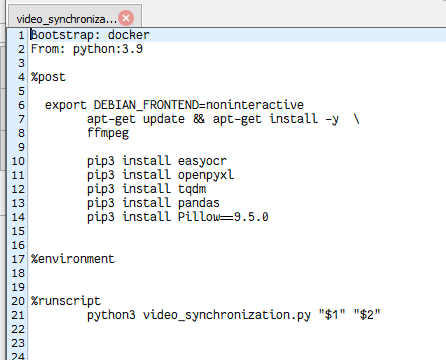 video_synchroniza...
1 Bootstrap: docker
2 From: python:3.9
3
4 %post
5
6 export DEBIAN_FRONTEND=noninteractive
7 apt-get update && apt-get install -y \
8 ffmpeg
9
10 pip3 install easyocr
11 pip3 install openpyxl
12 pip3 install tqdm
13 pip3 install pandas
14 pip3 install Pillow==9.5.0
15
16
17 %environment
18
19
20 %runscript
21 python3 video_synchronization.py "$1" "$2"
22
23
24